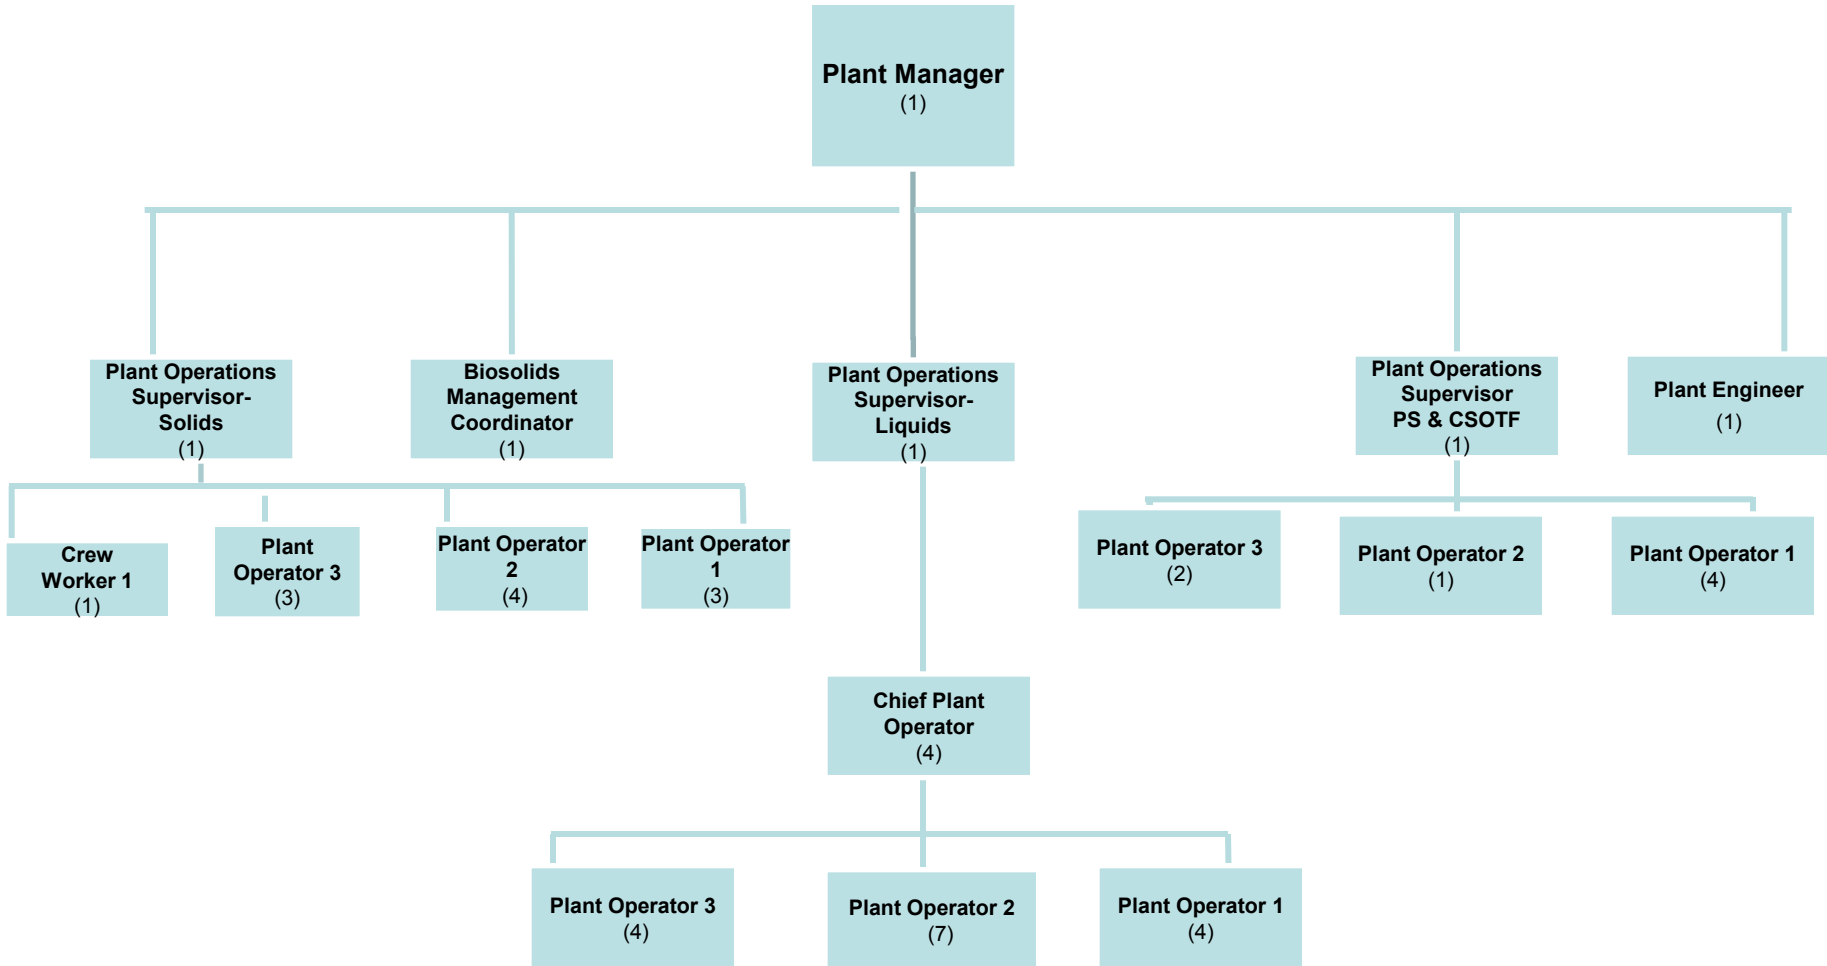 Plant Manager
(1)
Plant Operations
Supervisor-
Solids
(1)
Biosolids
Management
Coordinator
(1)
Plant Operations
Supervisor-
Liquids
(1)
Plant Operations
Supervisor
PS & CSOTF
(1)
Plant Engineer
(1)
Crew
Worker 1
(1)
Plant
Operator 3
(3)
Plant Operator
2
(4)
Plant Operator
1
(3)
Plant Operator 3
(2)
Plant Operator 2
(1)
Plant Operator 1
(4)
Chief Plant
Operator
(4)
Plant Operator 3
(4)
Plant Operator 2
(7)
Plant Operator 1
(4)